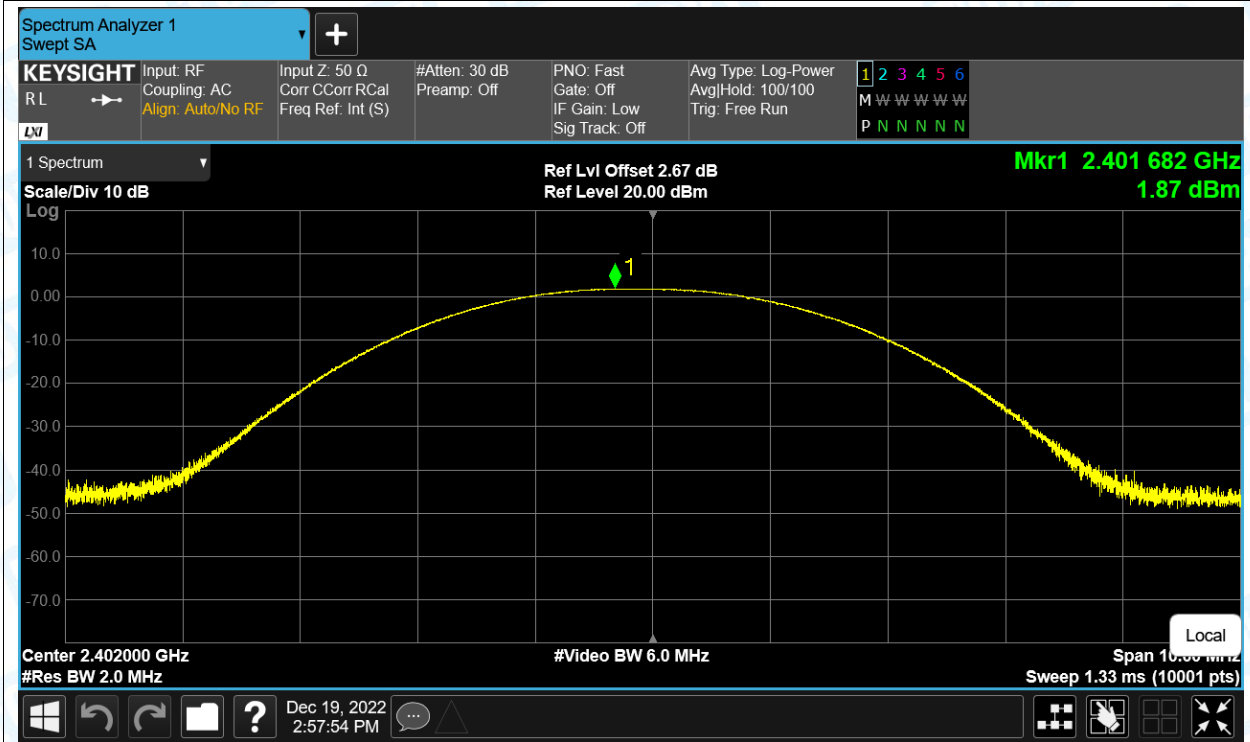 Spectrum Analyzer 1
Swept SA
KEYSIGHT
R L
LXI
Input: RF
Coupling: AC
Align: Auto/No RF
Input Z: 50 Ω
Corr CCorr RCal
Freq Ref: Int (S)
#Atten: 30 dB
Preamp: Off
PNO: Fast
Gate: Off
IF Gain: Low
Sig Track: Off
Avg Type: Log-Power
Avg|Hold: 100/100
Trig: Free Run
1 2 3 4 5 6
M W W W W W
P N N N N N N
1 Spectrum
Scale/Div 10 dB
Ref Lvl Offset 2.67 dB
Ref Level 20.00 dBm
Mkr1 2.401 682 GHz
1.87 dBm
Log
10.0
0.00
-10.0
-20.0
-30.0
-40.0
-50.0
-60.0
-70.0
1
Local
Center 2.402000 GHz
#Video BW 6.0 MHz
Span 10.00 MHz
#Res BW 2.0 MHz
Sweep 1.33 ms (10001 pts)
?
Dec 19, 2022
2:57:54 PM